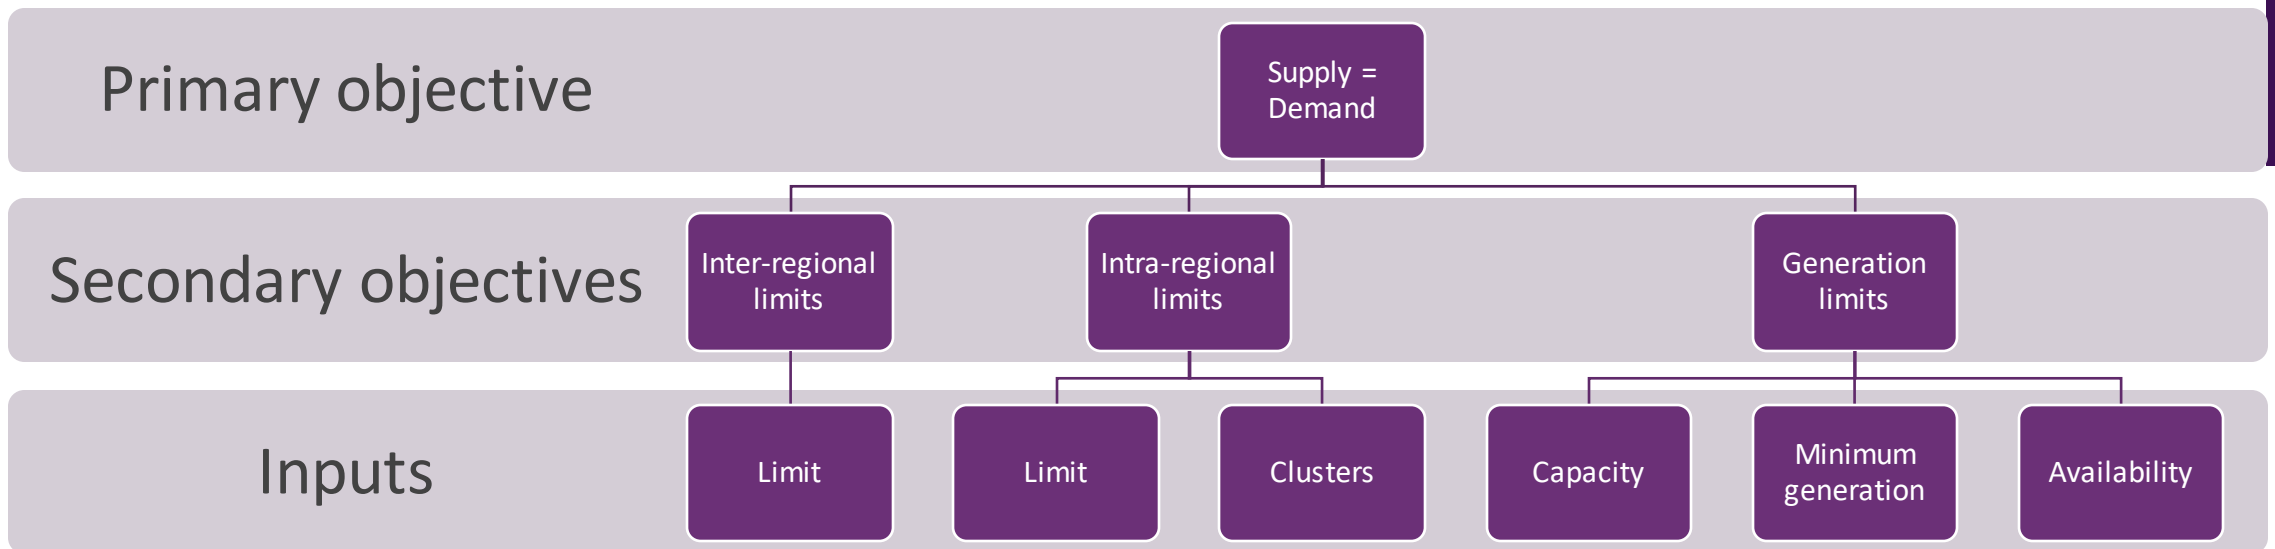 Primary objective
Supply =
Demand
Secondary objectives
Inter-regional
limits
Intra-regional
limits
Generation
limits
Inputs
Limit
Limit
Clusters
Capacity
Minimum
generation
Availability